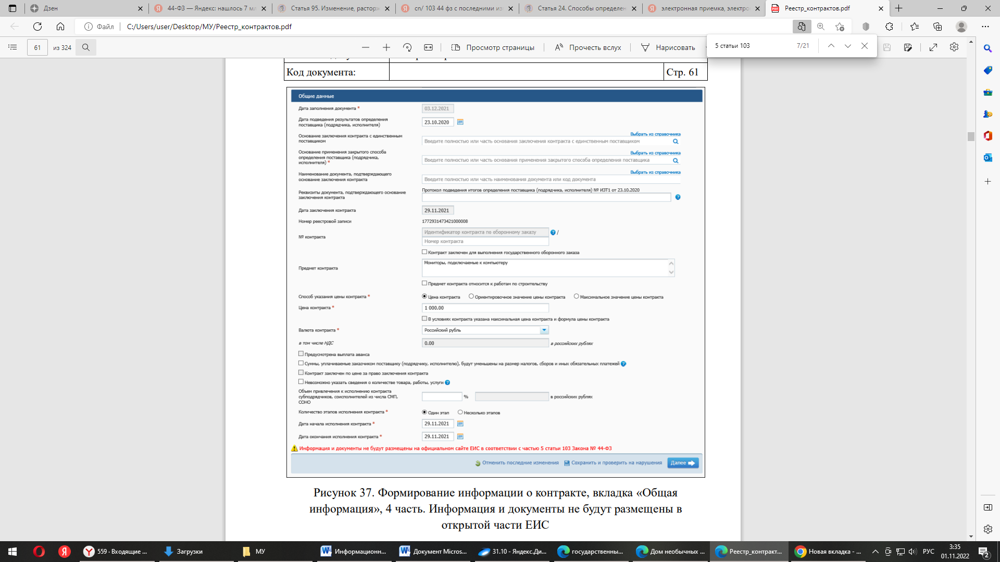 Дзен
44-ФЗ — Яндекс: нашлось 7 мл
Статья 95. Изменение, расторж
сп/ 103 44 фз с последними из
Статья 24. Способы определен
электронная приемка, электро
Реестр_контрактов.pdf
Файл
C:/Users/user/Desktop/МУ/Реестр_контрактов.pdf
61
из 324
Просмотр страницы
Прочесть вслух
Нарисовать
5 статьи 103
7/21
Код документа:
Стр. 61
Общие данные
Дата заполнения документа *
03.12.2021
Дата подведения результатов определения
поставщика (подрядчика, исполнителя)
23.10.2020
Выбрать из справочника
Основание заключения контракта с единственным
поставщиком
Введите полностью или часть основания заключения контракта с единственным поставщиком
Выбрать из справочника
Основание применения закрытого способа
определения поставщика (подрядчика,
исполнителя) *
Введите полностью или часть основания применения закрытого способа определения поставщика
Выбрать из справочника
Наименование документа, подтверждающего
основание заключения контракта
Введите полностью или часть наименования документа или код документа
Реквизиты документа, подтверждающего основание
заключения контракта
Протокол подведения итогов определения поставщика (подрядчика, исполнителя) № ИЗТ1 от 23.10.2020
Дата заключения контракта
29.11.2021
Номер реестровой записи
1772931473421000008
№ контракта
Идентификатор контракта по оборонному заказу
/
Номер контракта
Контракт заключен для выполнения государственного оборонного заказа
Предмет контракта
Мониторы, подключаемые к компьютеру
Предмет контракта относится к работам по строительству
Способ указания цены контракта *
Цена контракта
Ориентировочное значение цены контракта
Максимальное значение цены контракта
Цена контракта *
1 000.00
В условиях контракта указана максимальная цена контракта и формула цены контракта
Валюта контракта *
Российский рубль
в том числе НДС
0.00
в российских рублях
Предусмотрена выплата аванса
Суммы, уплачиваемые заказчиком поставщику (подрядчику, исполнителю), будут уменьшены на размер налогов, сборов и иных обязательных платежей
Контракт заключен по цене за право заключения контракта
Невозможно указать сведения о количестве товара, работы, услуги
Объем привлечения к исполнению контракта
субподрядчиков, соисполнителей из числа СМП,
СОНО
%
в российских рублях
Количество этапов исполнения контракта *
Один этап
Несколько этапов
Дата начала исполнения контракта *
29.11.2021
Дата окончания исполнения контракта *
29.11.2021
Информация и документы не будут размещены на официальном сайте ЕИС в соответствии с частью 5 статьи 103 Закона № 44-ФЗ
Отменить последние изменения
Сохранить и проверить на нарушения
Далее
Рисунок 37. Формирование информации о контракте, вкладка «Общая
информация», 4 часть. Информация и документы не будут размещены в
открытой части ЕИС
559 · Входящие ...
Загрузки
МУ
Информационн...
Документ Micros...
31.10 - Яндекс.Ди...
государственны...
Дом необычных ...
Реестр_контракт...
Новая вкладка - ...
РУС
3:35
01.11.2022
2